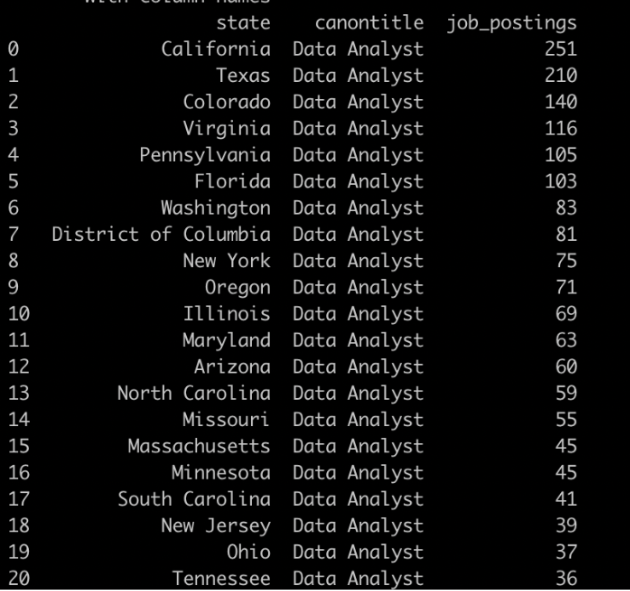 with column names
state canontitle job_postings
0 California Data Analyst 251
1 Texas Data Analyst 210
2 Colorado Data Analyst 140
3 Virginia Data Analyst 116
4 Pennsylvania Data Analyst 105
5 Florida Data Analyst 103
6 Washington Data Analyst 83
7 District of Columbia Data Analyst 81
8 New York Data Analyst 75
9 Oregon Data Analyst 71
10 Illinois Data Analyst 69
11 Maryland Data Analyst 63
12 Arizona Data Analyst 60
13 North Carolina Data Analyst 59
14 Missouri Data Analyst 55
15 Massachusetts Data Analyst 45
16 Minnesota Data Analyst 45
17 South Carolina Data Analyst 41
18 New Jersey Data Analyst 39
19 Ohio Data Analyst 37
20 Tennessee Data Analyst 36